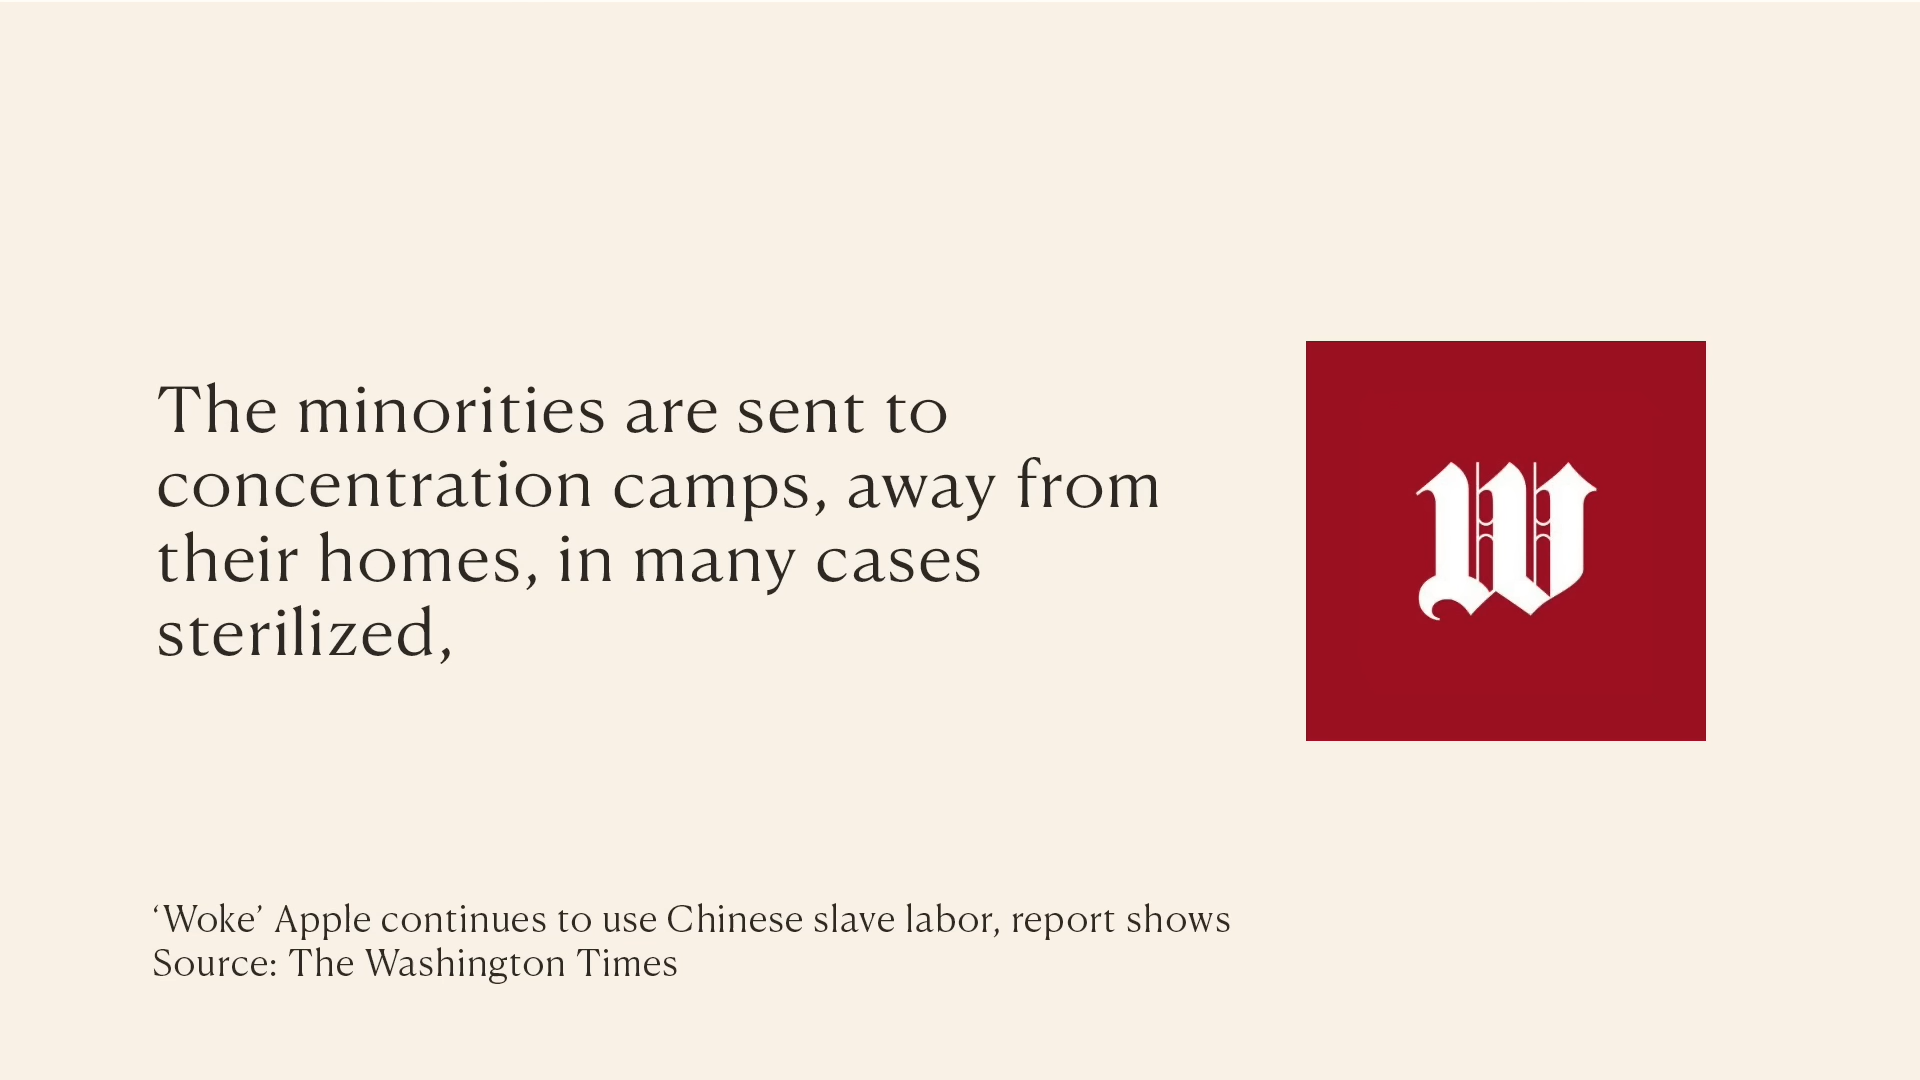 The minorities are sent to
concentration camps, away from
their homes, in many cases
sterilized,
W
‘Woke’ Apple continues to use Chinese slave labor, report shows
Source: The Washington Times